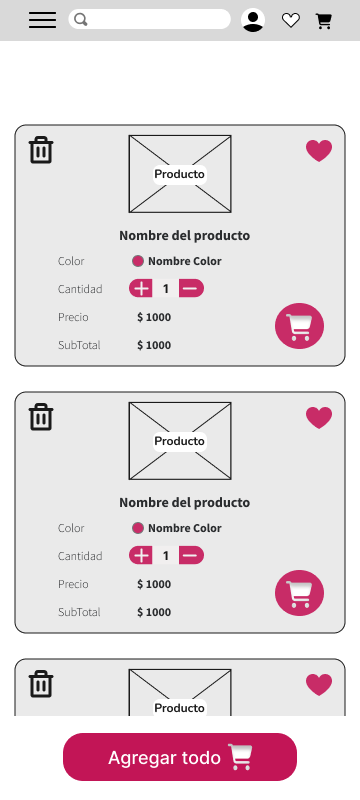 Producto
Nombre del producto
Color Nombre Color
Cantidad + 1 −
Precio $ 1000
SubTotal $ 1000
Producto
Nombre del producto
Color Nombre Color
Cantidad + 1 −
Precio $ 1000
SubTotal $ 1000
Producto
Agregar todo